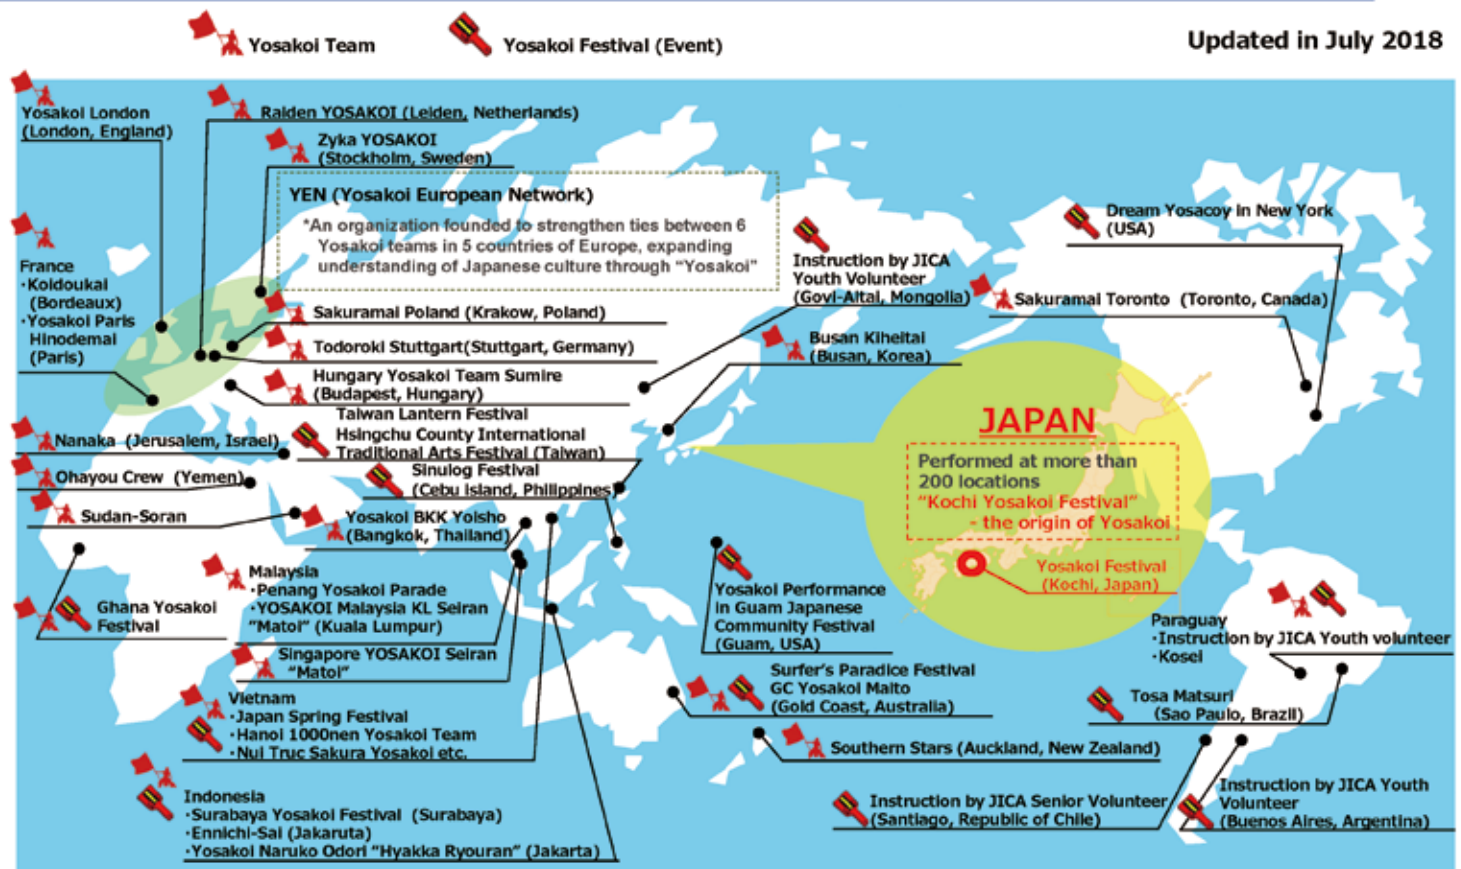 Yosakoi Team
Yosakoi Festival (Event)
Updated in July 2018
Yosakoi London
(London, England)
Raiden YOSAKOI (Leiden, Netherlands)
Zyka YOSAKOI
(Stockholm, Sweden)
YEN (Yosakoi European Network)
*An organization founded to strengthen ties between 6
Yosakoi teams in 5 countries of Europe, expanding
understanding of Japanese culture through “Yosakoi”
France
・Koidoukai
(Bordeaux)
・Yosakoi Paris
Hinodemai
(Paris)
Sakuramai Poland (Krakow, Poland)
Todoroki Stuttgart(Stuttgart, Germany)
Hungary Yosakoi Team Sumire
(Budapest, Hungary)
Taiwan Lantern Festival
Hsingchu County International
Traditional Arts Festival (Taiwan)
Sinulog Festival
(Cebu island, Philippines)
Nanaka (Jerusalem, Israel)
Ohayou Crew (Yemen)
Sudan-Soran
Yosakoi BKK Yoisho
(Bangkok, Thailand)
Ghana Yosakoi
Festival
Malaysia
・Penang Yosakoi Parade
・YOSAKOI Malaysia KL Seiran
"Matoi" (Kuala Lumpur)
Singapore YOSAKOI Seiran
"Matoi"
Vietnam
・Japan Spring Festival
・Hanoi 1000nen Yosakoi Team
・Nui Truc Sakura Yosakoi etc.
Indonesia
・Surabaya Yosakoi Festival (Surabaya)
・Ennichi-Sai (Jakaruta)
・Yosakoi Naruko Odori "Hyakka Ryouran" (Jakarta)
Instruction by JICA
Youth Volunteer
(Govi-Altai, Mongolia)
Busan Kiheitai
(Busan, Korea)
Dream Yosacoy in New York
(USA)
Sakuramai Toronto (Toronto, Canada)
JAPAN
Performed at more than
200 locations
“Kochi Yosakoi Festival”
- the origin of Yosakoi
Yosakoi Festival
(Kochi, Japan)
Yosakoi Performance
in Guam Japanese
Community Festival
(Guam, USA)
Surfer's Paradice Festival
GC Yosakoi Maito
(Gold Coast, Australia)
Southern Stars (Auckland, New Zealand)
Paraguay
・Instruction by JICA Youth volunteer
・Kosei
Tosa Matsuri
(Sao Paulo, Brazil)
Instruction by JICA Senior Volunteer
(Santiago, Republic of Chile)
Instruction by JICA Youth
Volunteer
(Buenos Aires, Argentina)